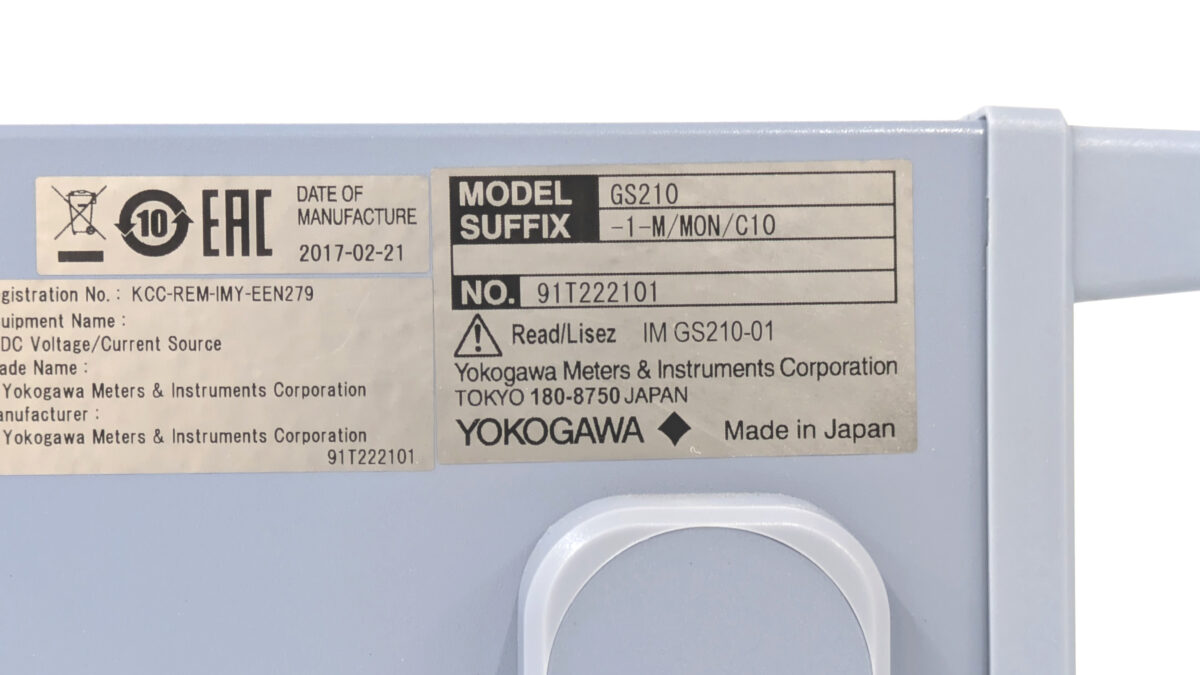 10
EAC
DATE OF
MANUFACTURE
2017-02-21
gistration No. : KCC-REM-IMY-EEN279
uipment Name :
DC Voltage/Current Source
ade Name :
Yokogawa Meters & Instruments Corporation
anufacturer :
Yokogawa Meters & Instruments Corporation
91T222101
MODEL GS210
SUFFIX -1-M/MON/C10
NO. 91T222101
Read/Lisez IM GS210-01
Yokogawa Meters & Instruments Corporation
TOKYO 180-8750 JAPAN
YOKOGAWA ◆ Made in Japan